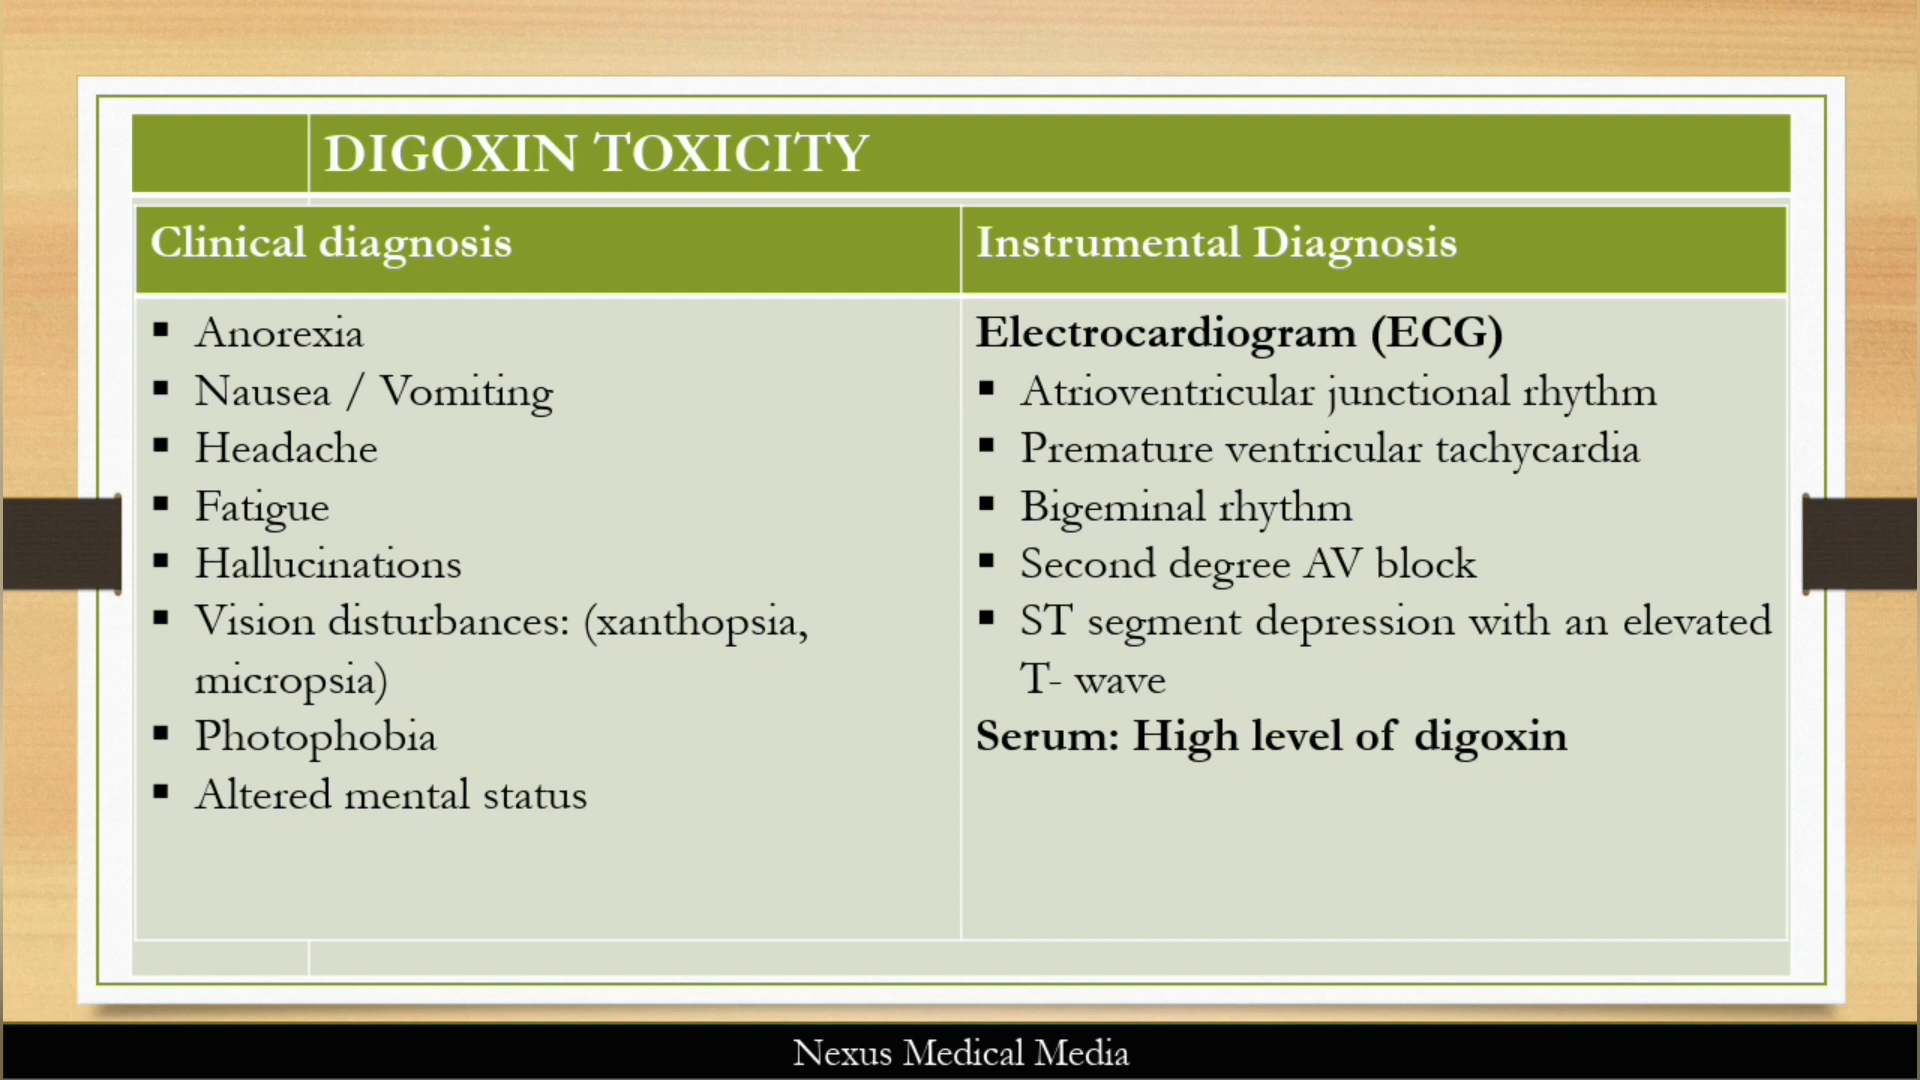 DIGOXIN TOXICITY
Clinical diagnosis
▪ Anorexia
▪ Nausea / Vomiting
▪ Headache
▪ Fatigue
▪ Hallucinations
▪ Vision disturbances: (xanthopsia,
micropsia)
▪ Photophobia
▪ Altered mental status
Instrumental Diagnosis
Electrocardiogram (ECG)
▪ Atrioventricular junctional rhythm
▪ Premature ventricular tachycardia
▪ Bigeminal rhythm
▪ Second degree AV block
▪ ST segment depression with an elevated
T- wave
Serum: High level of digoxin
Nexus Medical Media